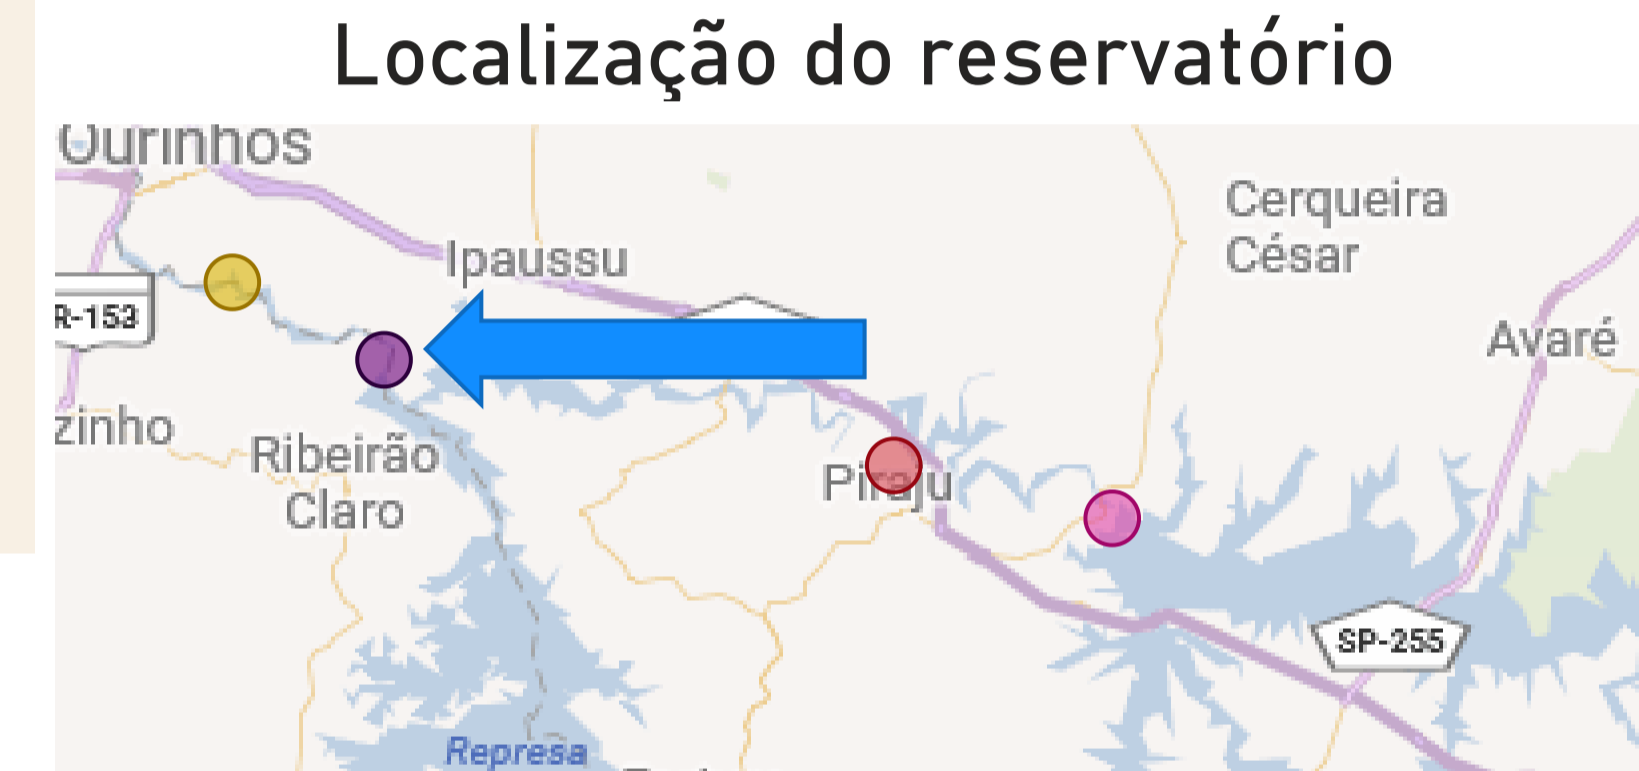 Localização do reservatório
Ourinhos
Cerqueira
César
Ipaussu
R-153
Avaré
zinho
Ribeirão
Claro
Piraju
SP-255
Represa